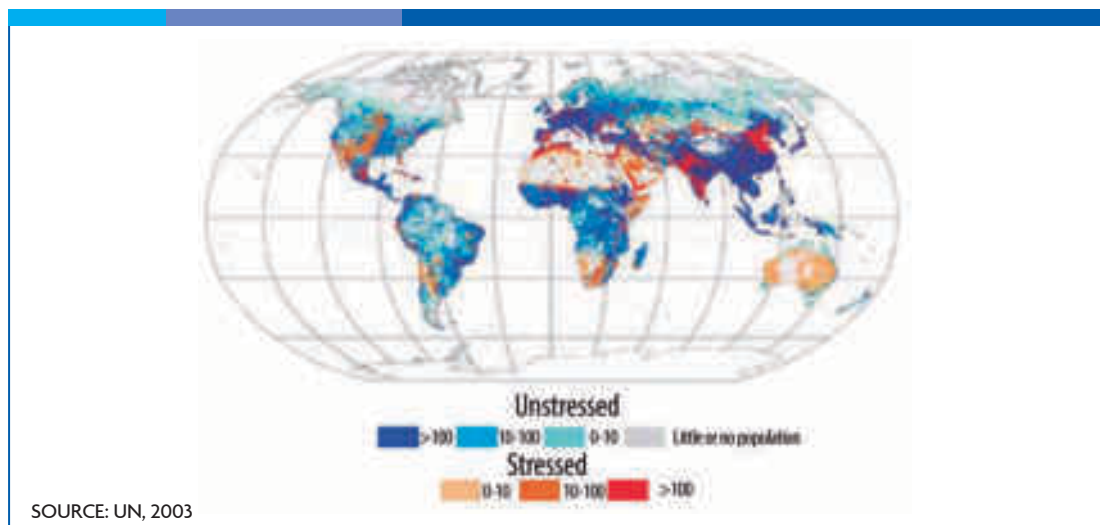 Unstressed
>100 10-100 0-10 Little or no population
Stressed
0-10 10-100 >100
SOURCE: UN, 2003